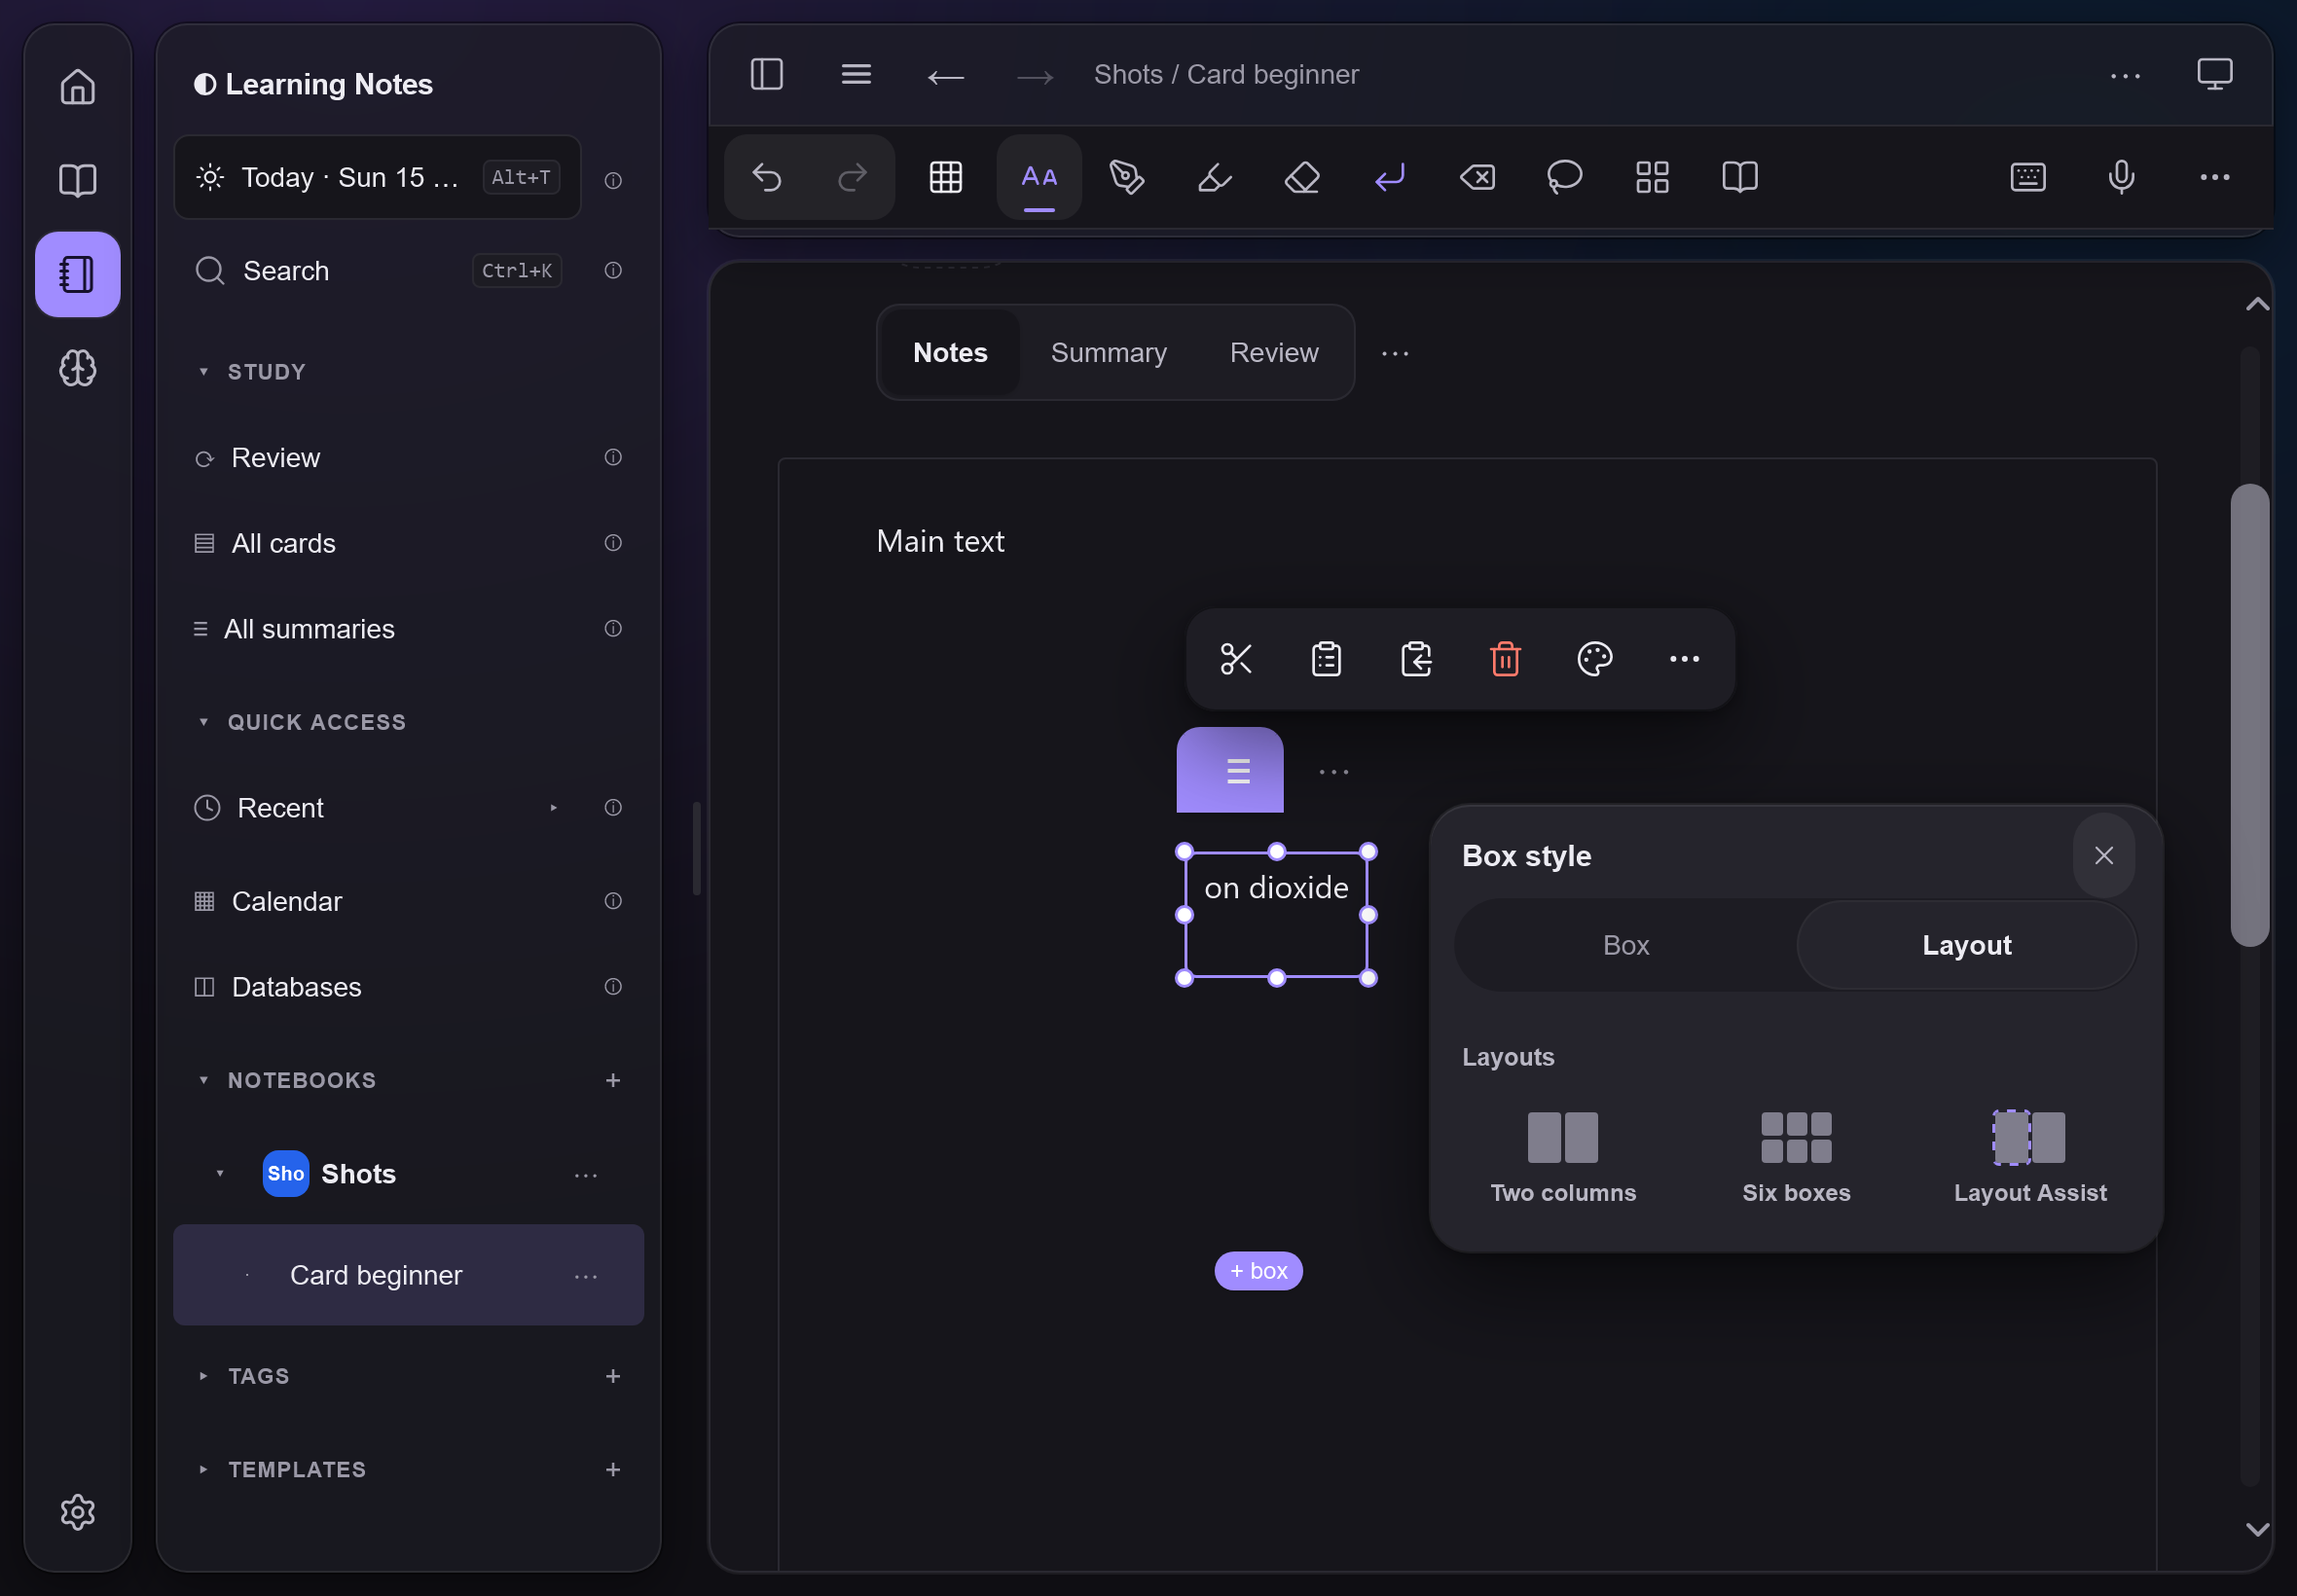 Learning Notes
Today · Sun 15 ... Alt+T
Search Ctrl+K
STUDY
Review
All cards
All summaries
QUICK ACCESS
Recent
Calendar
Databases
NOTEBOOKS
Sho Shots
Card beginner
TAGS
TEMPLATES
Shots / Card beginner
Notes Summary Review
Main text
on dioxide
+ box
Box style
Box Layout
Layouts
Two columns Six boxes Layout Assist